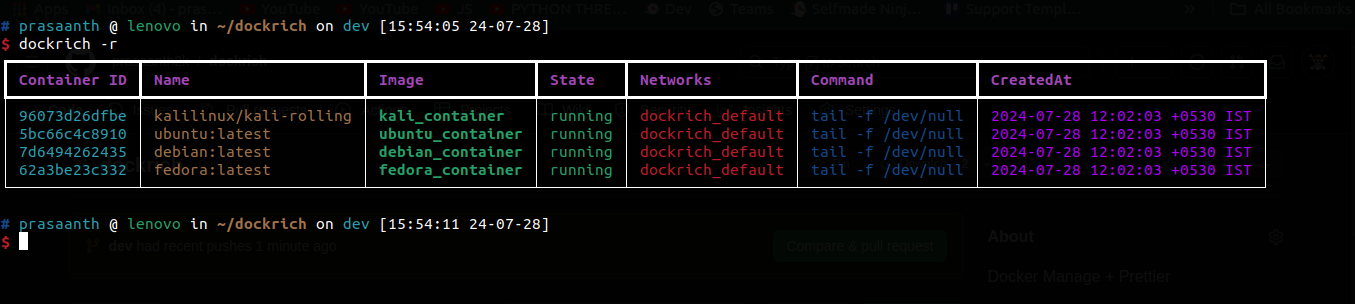 Apps Inbox (4) - pras... YouTube YouTube JS PYTHON THRE... Dev Teams Selfmade Ninj... Support Templ... » All Bookmarks
# prasaanth @ lenovo in ~/dockrich on dev [15:54:05 24-07-28]
$ dockrich -r
Container ID Name Image State Networks Command CreatedAt
96073d26dfbe kalilinux/kali-rolling kali_container running dockrich_default tail -f /dev/null 2024-07-28 12:02:03 +0530 IST
5bc66c4c8910 ubuntu:latest ubuntu_container running dockrich_default tail -f /dev/null 2024-07-28 12:02:03 +0530 IST
7d6494262435 debian:latest debian_container running dockrich_default tail -f /dev/null 2024-07-28 12:02:03 +0530 IST
62a3be23c332 fedora:latest fedora_container running dockrich_default tail -f /dev/null 2024-07-28 12:02:03 +0530 IST
# prasaanth @ lenovo in ~/dockrich on dev [15:54:11 24-07-28]
$
dev had recent pushes 1 minute ago
Compare & pull request
About
Docker Manage + Prettier